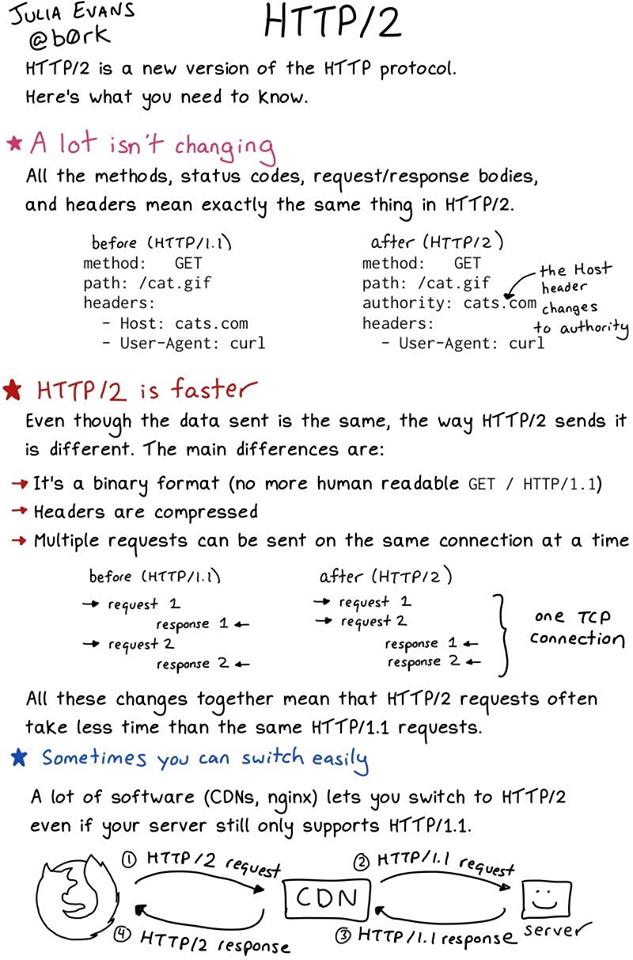 JULIA EVANS
@b0rk
HTTP/2
HTTP/2 is a new version of the HTTP protocol.
Here's what you need to know.
★ A lot isn't changing
All the methods, status codes, request/response bodies,
and headers mean exactly the same thing in HTTP/2.
before (HTTP/1.1)
method: GET
path: /cat.gif
headers:
- Host: cats.com
- User-Agent: curl
after (HTTP/2)
method: GET
path: /cat.gif
authority: cats.com
headers:
- User-Agent: curl
the Host
header
changes
to authority
★ HTTP/2 is faster
Even though the data sent is the same, the way HTTP/2 sends it
is different. The main differences are:
→ It's a binary format (no more human readable GET / HTTP/1.1)
→ Headers are compressed
→ Multiple requests can be sent on the same connection at a time
before (HTTP/1.1)
→ request 1
response 1 ←
→ request 2
response 2 ←
after (HTTP/2)
→ request 1
→ request 2
response 1 ←
response 2 ←
one TCP
connection
All these changes together mean that HTTP/2 requests often
take less time than the same HTTP/1.1 requests.
★ Sometimes you can switch easily
A lot of software (CDNs, nginx) lets you switch to HTTP/2
even if your server still only supports HTTP/1.1.
① HTTP/2 request
② HTTP/1.1 request
CDN
④ HTTP/2 response
③ HTTP/1.1 response
server